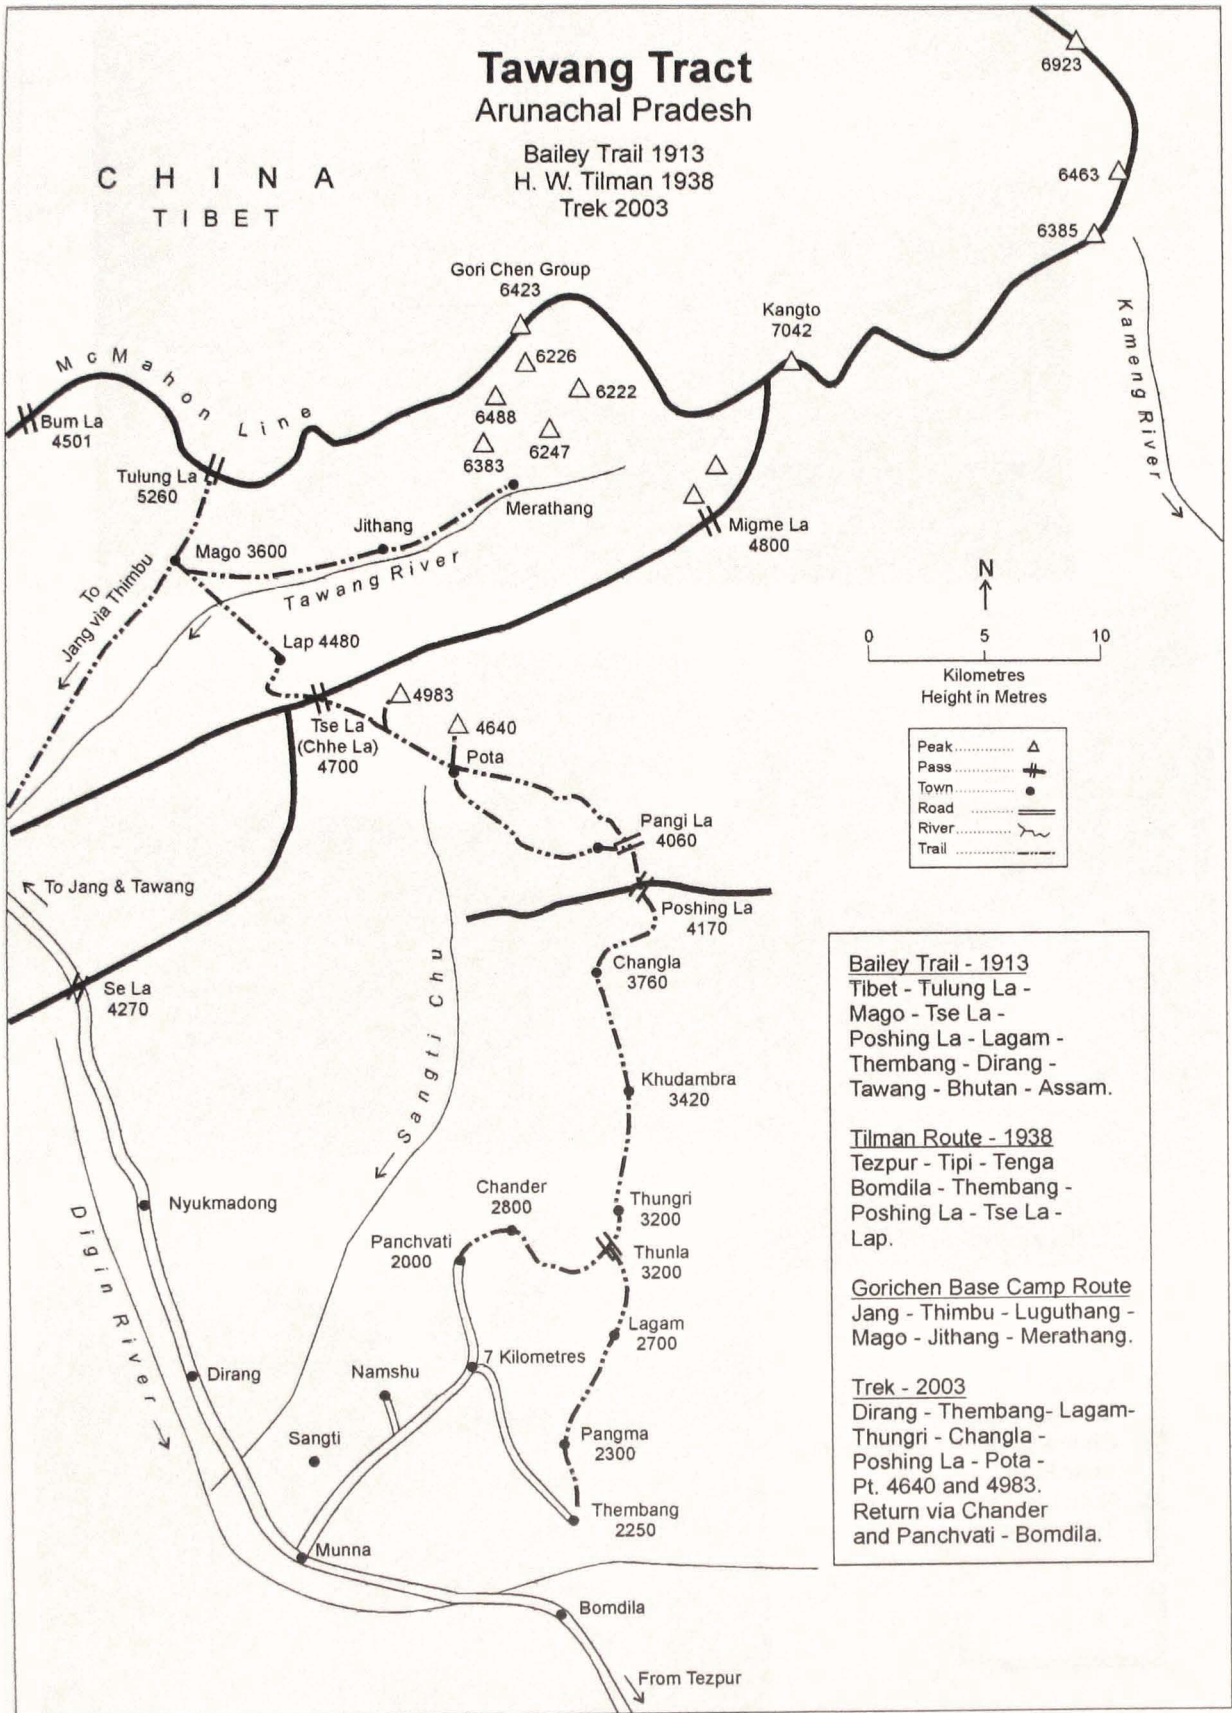 Tawang Tract
Arunachal Pradesh
Bailey Trail 1913
H. W. Tilman 1938
Trek 2003
CHINA
TIBET
6923
6463
6385
Kameng River
Gori Chen Group
6423
Kangto
7042
6226
6222
6488
6247
6383
McMahon Line
Bum La
4501
Tulung La
5260
Merathang
Jithang
Mago 3600
Tawang River
Migme La
4800
To
Jang via Thimbu
Lap 4480
N
0 5 10
Kilometres
Height in Metres
4983
4640
Tse La
(Chhe La)
4700
Pota
Peak
Pass
Town
Road
River
Trail
Pangi La
4060
To Jang & Tawang
Poshing La
4170
Changla
3760
Se La
4270
Sangti Chu
Khudambra
3420
Nyukmadong
Chander
2800
Thungri
3200
Panchvati
2000
Thunla
3200
Digin River
Lagam
2700
7 Kilometres
Namshu
Dirang
Sangti
Pangma
2300
Thembang
2250
Munna
Bomdila
From Tezpur
Bailey Trail - 1913
Tibet - Tulung La -
Mago - Tse La -
Poshing La - Lagam -
Thembang - Dirang -
Tawang - Bhutan - Assam.
Tilman Route - 1938
Tezpur - Tipi - Tenga
Bomdila - Thembang -
Poshing La - Tse La -
Lap.
Gorichen Base Camp Route
Jang - Thimbu - Luguthang -
Mago - Jithang - Merathang.
Trek - 2003
Dirang - Thembang- Lagam-
Thungri - Changla -
Poshing La - Pota -
Pt. 4640 and 4983.
Return via Chander
and Panchvati - Bomdila.